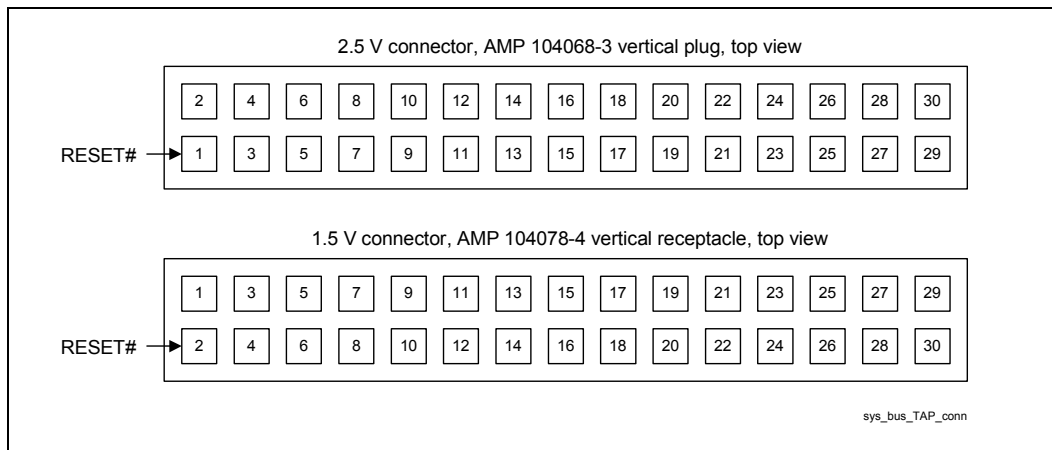 2.5 V connector, AMP 104068-3 vertical plug, top view
2 4 6 8 10 12 14 16 18 20 22 24 26 28 30
RESET# 1 3 5 7 9 11 13 15 17 19 21 23 25 27 29
1.5 V connector, AMP 104078-4 vertical receptacle, top view
1 3 5 7 9 11 13 15 17 19 21 23 25 27 29
RESET# 2 4 6 8 10 12 14 16 18 20 22 24 26 28 30
sys_bus_TAP_conn